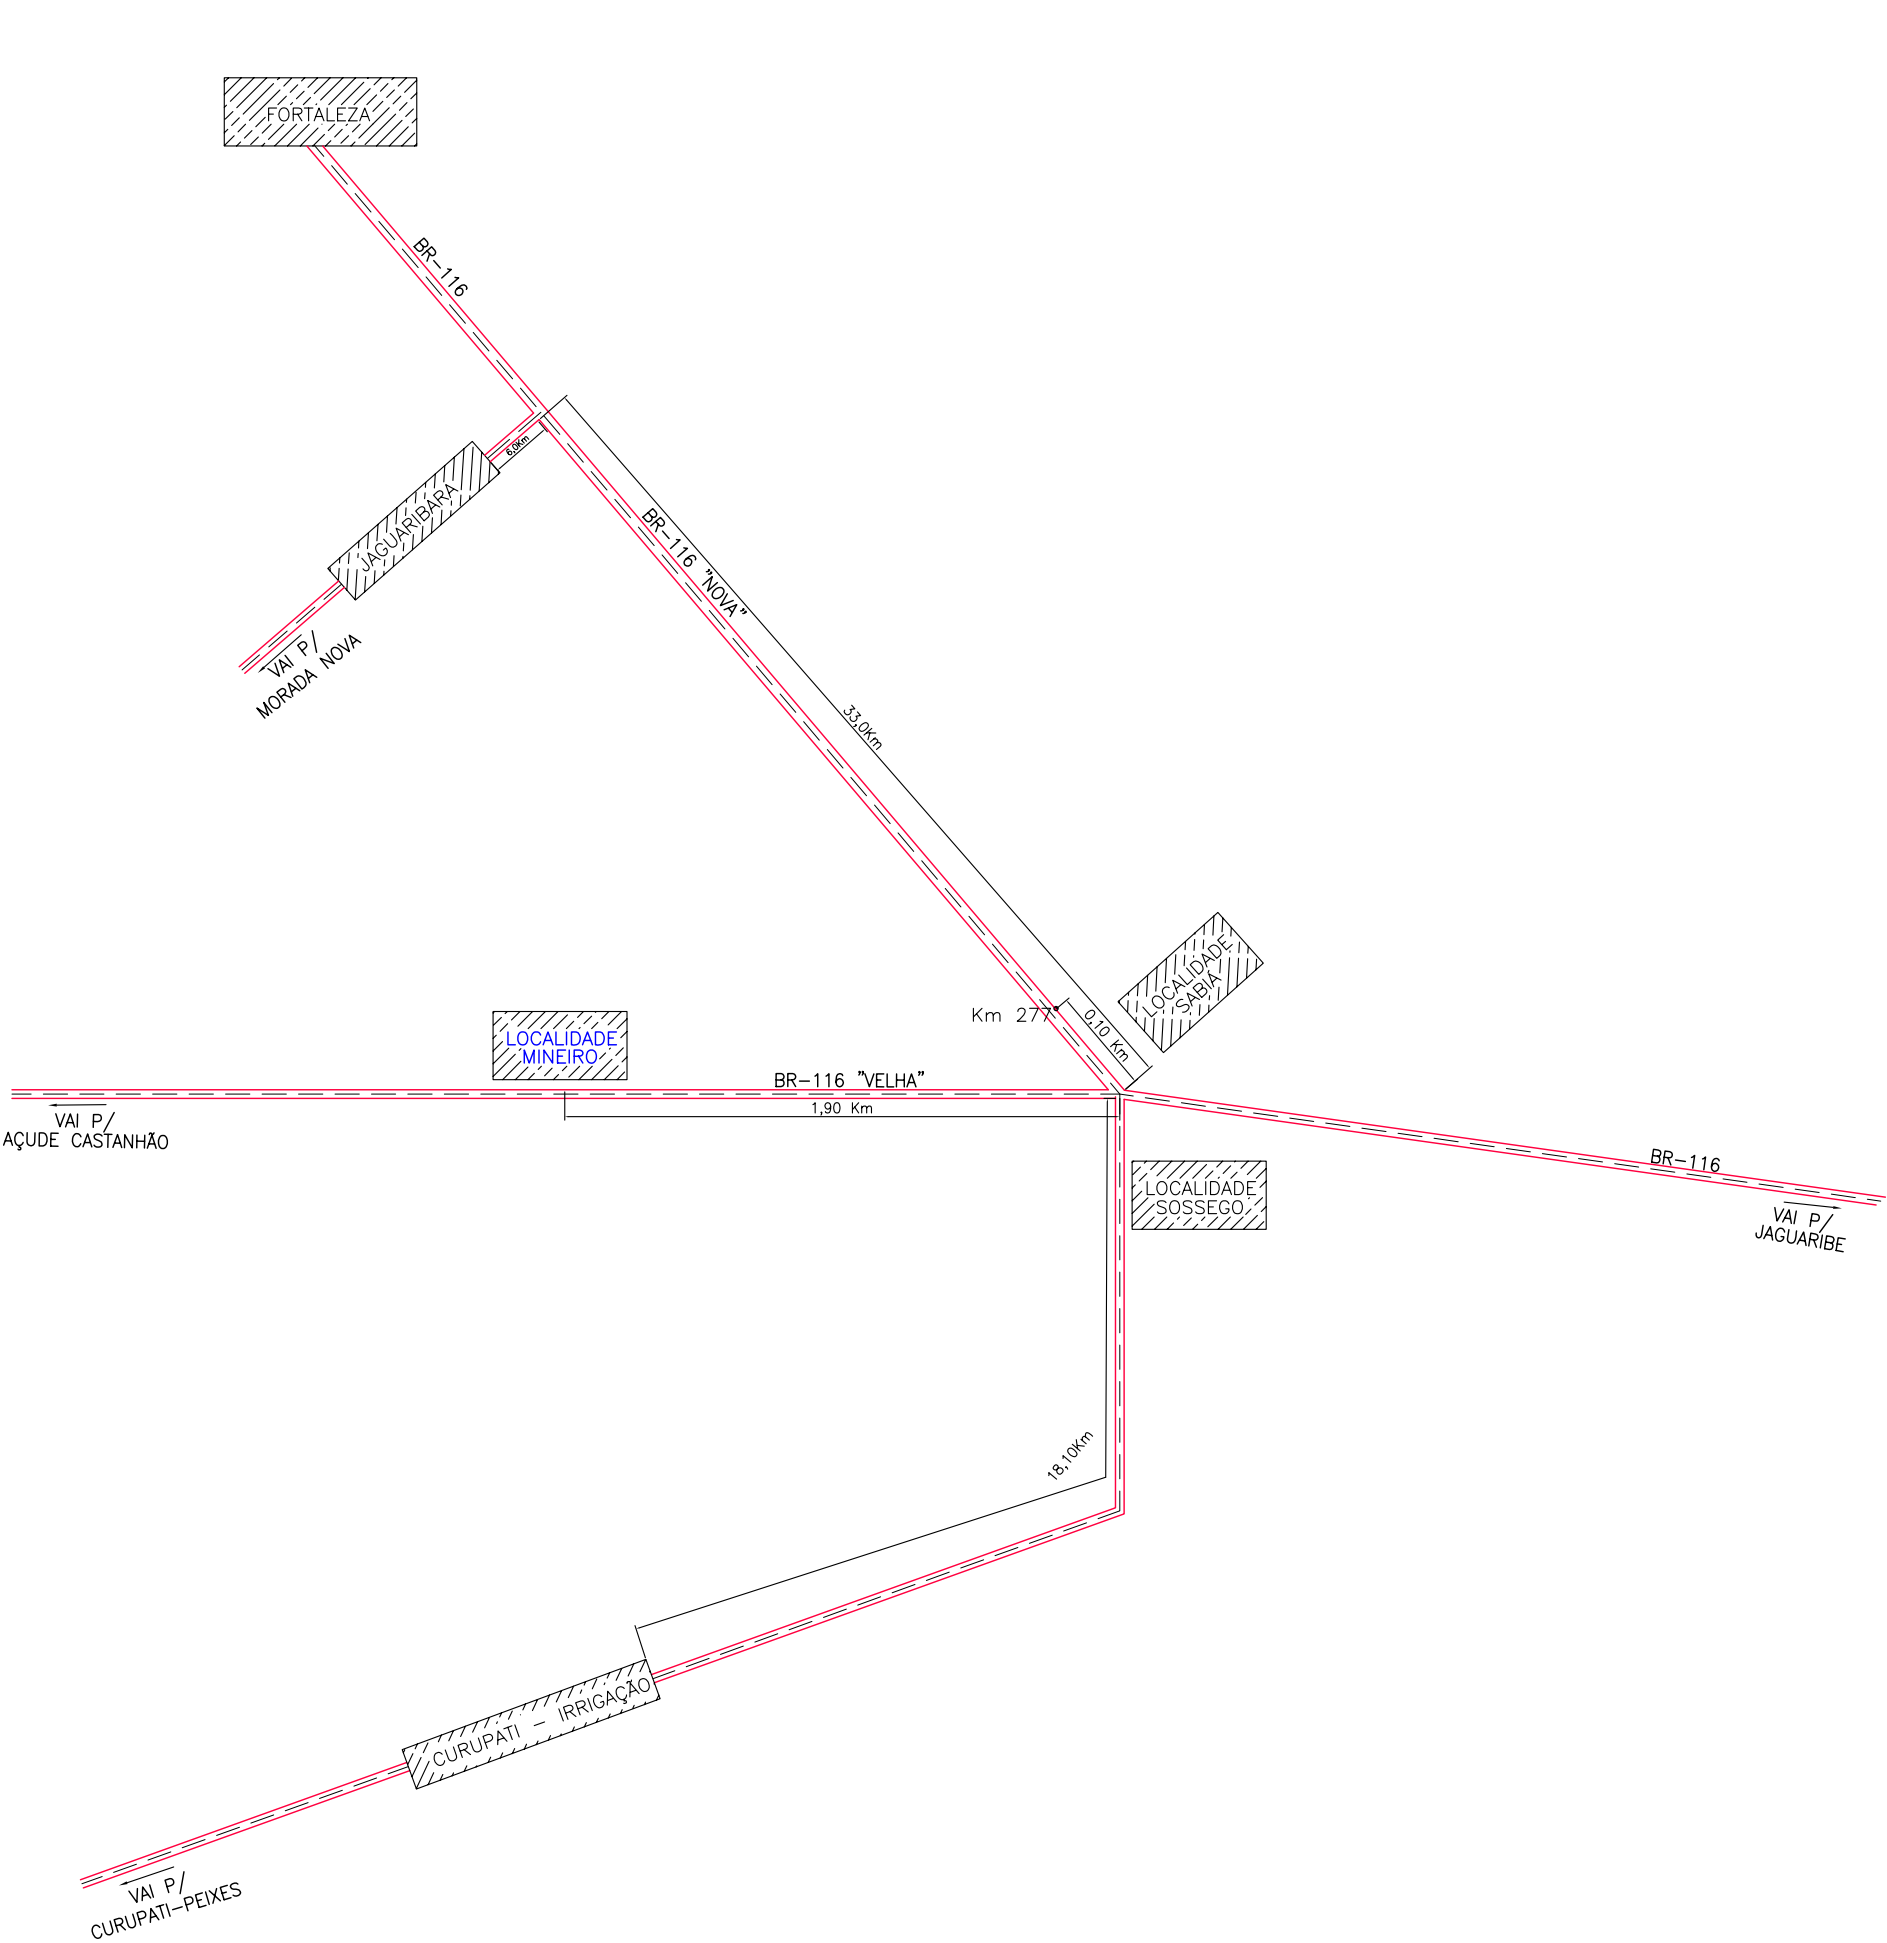 FORTALEZA
BR-116
6,0Km
JAGUARIBARA
BR-116 "NOVA"
VAI P/
MORADA NOVA
33,0Km
LOCALIDADE
SABIÁ
Km 277
0,10 Km
LOCALIDADE
MINEIRO
BR-116 "VELHA"
1,90 Km
VAI P/
AÇUDE CASTANHÃO
BR-116
LOCALIDADE
SOSSEGO
VAI P/
JAGUARIBE
18,10Km
CURUPATI - IRRIGAÇÃO
VAI P/
CURUPATI-PEIXES